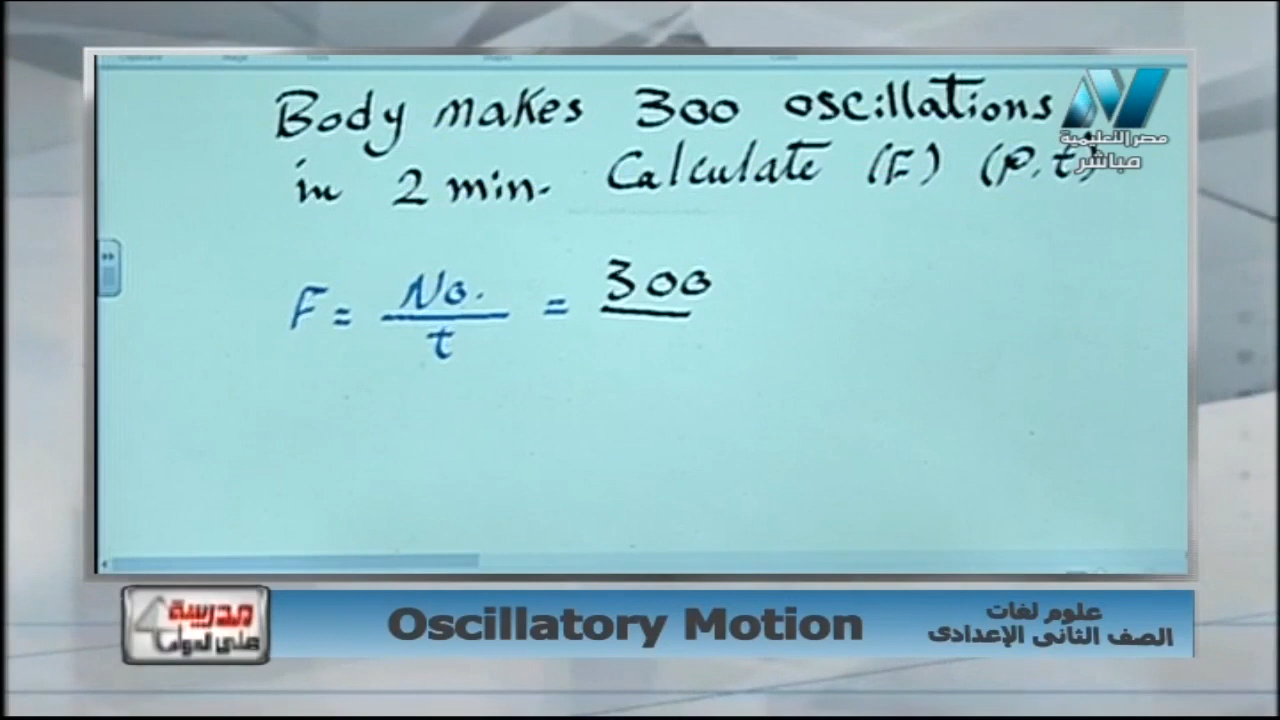 Body makes 300 oscillations
in 2 min. Calculate (F) (P.t)
مصر التعليمية
مباشر
F = No. / t = 300
Oscillatory Motion
علوم لغات
الصف الثانى الإعدادى
مدرسة
على الهواء